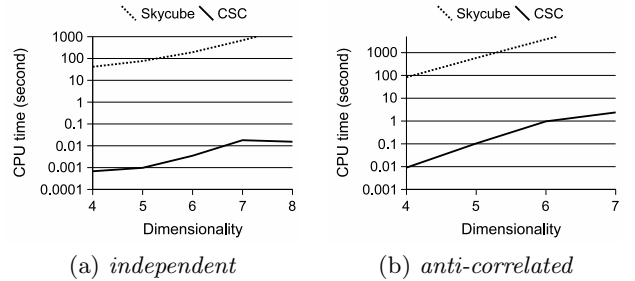 Skycube CSC
CPU time (second)
1000
100
10
1
0.1
0.01
0.001
0.0001
4 5 6 7 8
Dimensionality
(a) independent
Skycube CSC
CPU time (second)
1000
100
10
1
0.1
0.01
0.001
4 5 6 7
Dimensionality
(b) anti-correlated